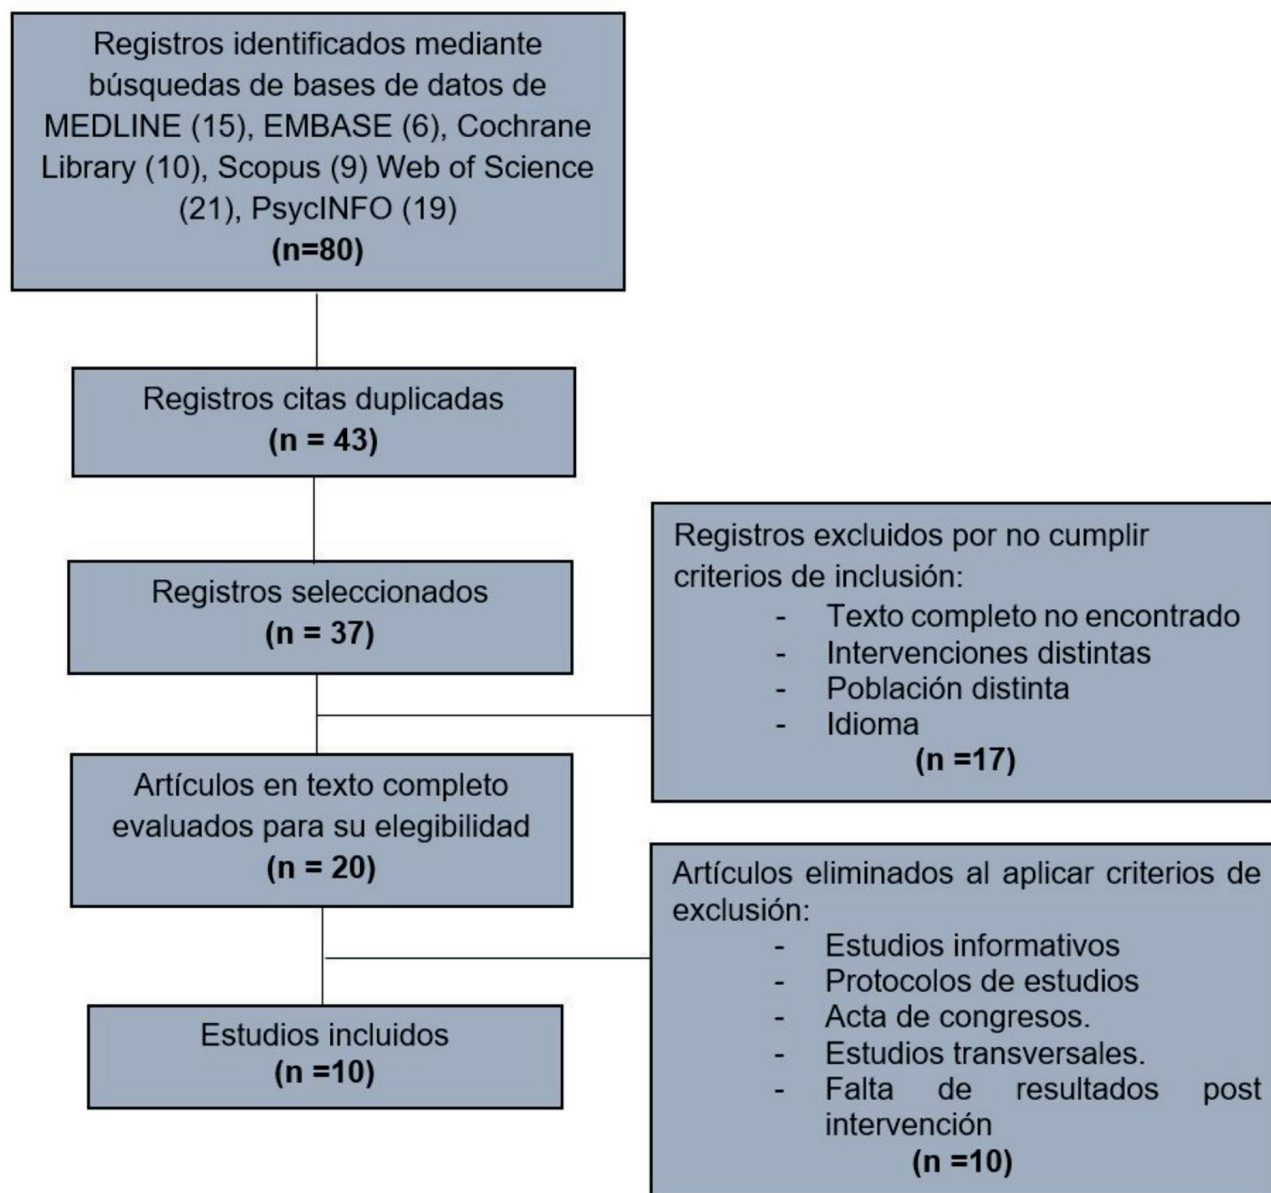 Registros identificados mediante
búsquedas de bases de datos de
MEDLINE (15), EMBASE (6), Cochrane
Library (10), Scopus (9) Web of Science
(21), PsycINFO (19)
(n=80)
Registros citas duplicadas
(n = 43)
Registros seleccionados
(n = 37)
Registros excluidos por no cumplir
criterios de inclusión:
- Texto completo no encontrado
- Intervenciones distintas
- Población distinta
- Idioma
(n =17)
Artículos en texto completo
evaluados para su elegibilidad
(n = 20)
Artículos eliminados al aplicar criterios de
exclusión:
- Estudios informativos
- Protocolos de estudios
- Acta de congresos.
- Estudios transversales.
- Falta de resultados post
intervención
(n =10)
Estudios incluidos
(n =10)